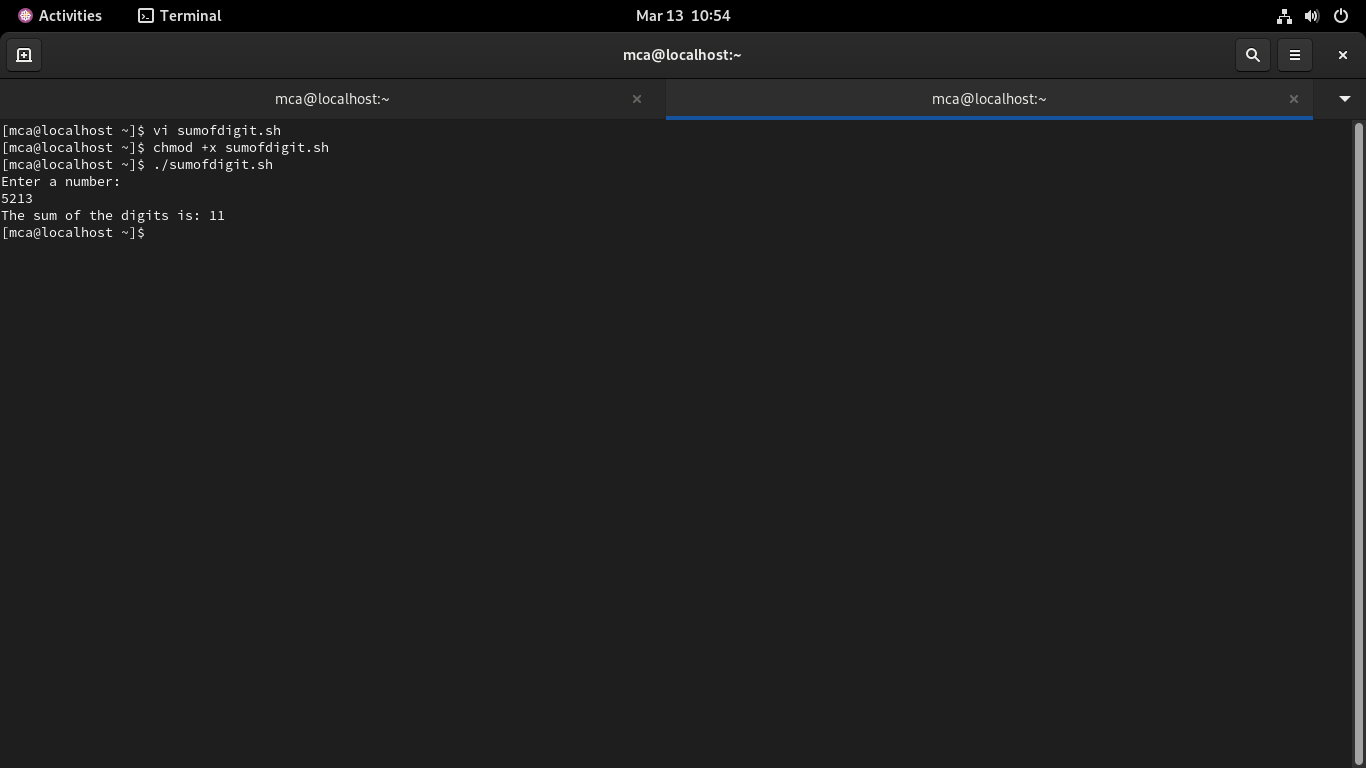 Activities Terminal Mar 13 10:54
mca@localhost:~
mca@localhost:~ mca@localhost:~
[mca@localhost ~]$ vi sumofdigit.sh
[mca@localhost ~]$ chmod +x sumofdigit.sh
[mca@localhost ~]$ ./sumofdigit.sh
Enter a number:
5213
The sum of the digits is: 11
[mca@localhost ~]$